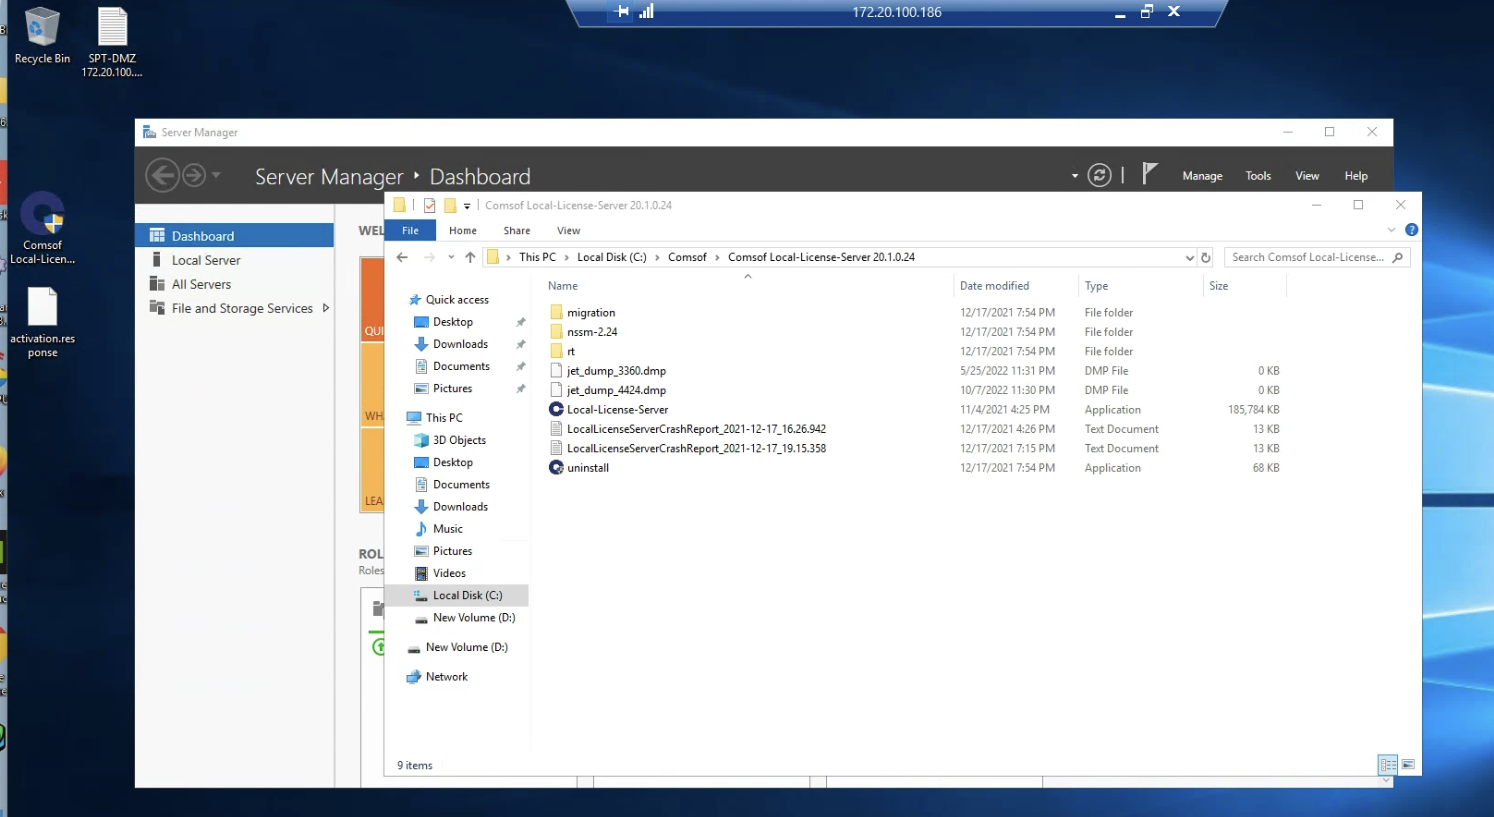 172.20.100.186
Recycle Bin
SPT-DMZ
172.20.100....
Comsof
Local-Licen...
activation.res
ponse
Server Manager
Server Manager ‣ Dashboard
Manage Tools View Help
Dashboard
Local Server
All Servers
File and Storage Services
WEL
QUI
WH
LEA
ROL
Roles
Comsof Local-License-Server 20.1.0.24
File Home Share View
This PC › Local Disk (C:) › Comsof › Comsof Local-License-Server 20.1.0.24
Search Comsof Local-License...
Quick access
Desktop
Downloads
Documents
Pictures
This PC
3D Objects
Desktop
Documents
Downloads
Music
Pictures
Videos
Local Disk (C:)
New Volume (D:)
New Volume (D:)
Network
Name Date modified Type Size
migration 12/17/2021 7:54 PM File folder
nssm-2.24 12/17/2021 7:54 PM File folder
rt 12/17/2021 7:54 PM File folder
jet_dump_3360.dmp 5/25/2022 11:31 PM DMP File 0 KB
jet_dump_4424.dmp 10/7/2022 11:30 PM DMP File 0 KB
Local-License-Server 11/4/2021 4:25 PM Application 185,784 KB
LocalLicenseServerCrashReport_2021-12-17_16.26.942 12/17/2021 4:26 PM Text Document 13 KB
LocalLicenseServerCrashReport_2021-12-17_19.15.358 12/17/2021 7:15 PM Text Document 13 KB
uninstall 12/17/2021 7:54 PM Application 68 KB
9 items